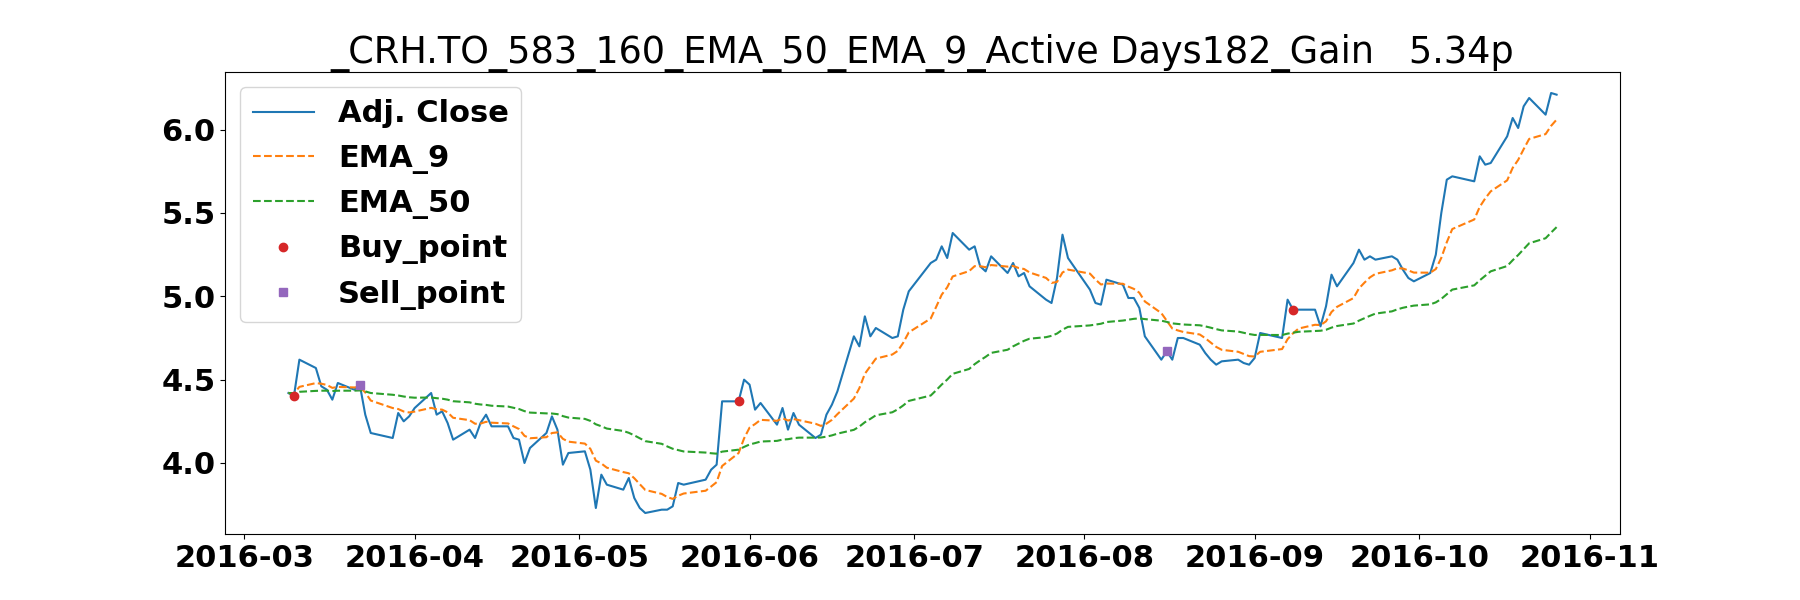 _CRH.TO_583_160_EMA_50_EMA_9_Active Days182_Gain   5.34p
Adj. Close
EMA_9
EMA_50
Buy_point
Sell_point
6.0
5.5
5.0
4.5
4.0
2016-03 2016-04 2016-05 2016-06 2016-07 2016-08 2016-09 2016-10 2016-11